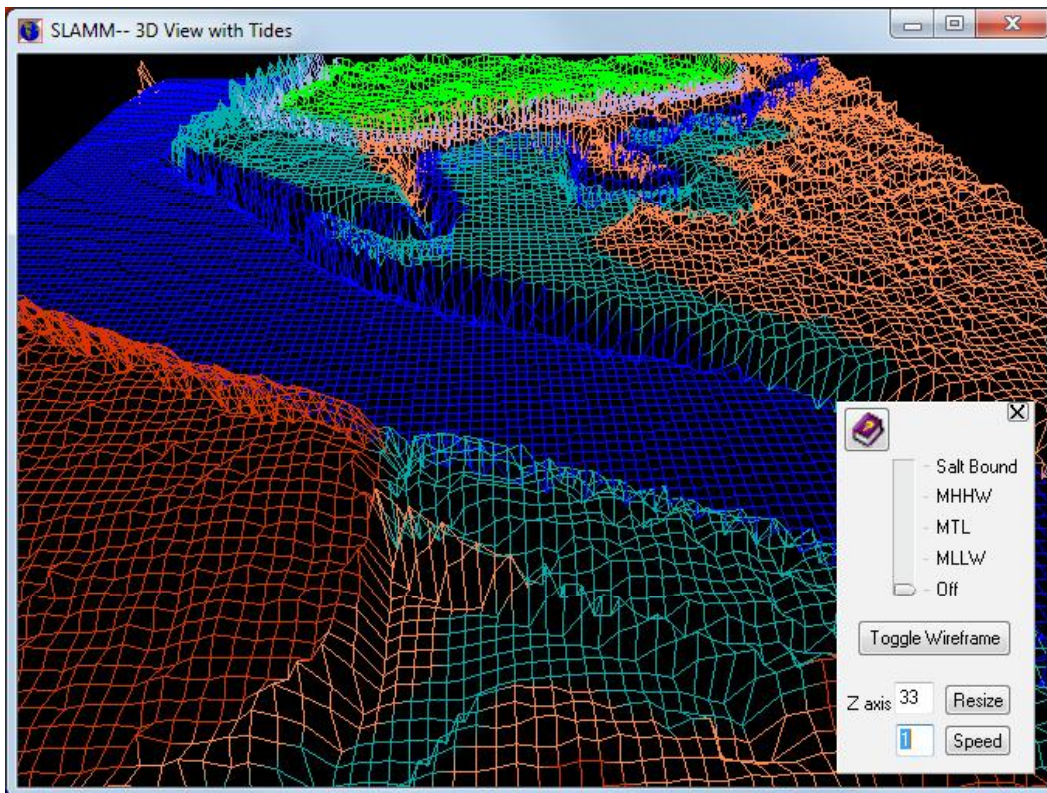 SLAMM-- 3D View with Tides
Salt Bound
MHHW
MTL
MLLW
Off
Toggle Wireframe
Z axis 33 Resize
1 Speed